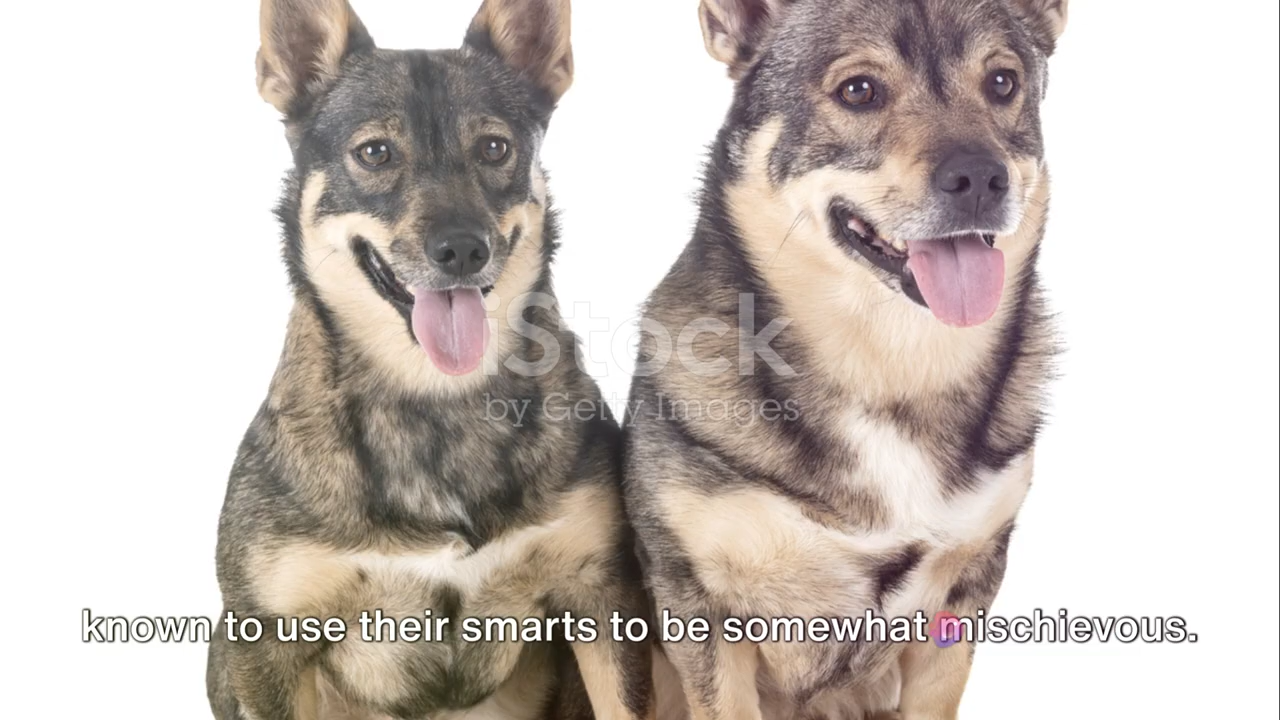 iStock
by Getty Images
known to use their smarts to be somewhat mischievous.